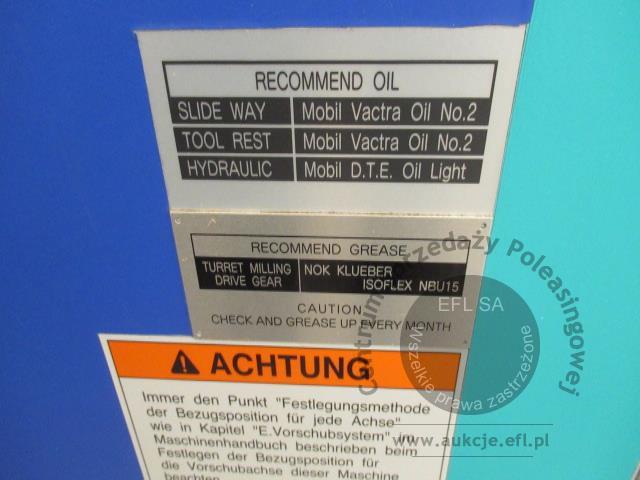 RECOMMEND OIL
SLIDE WAY Mobil Vactra Oil No.2
TOOL REST Mobil Vactra Oil No.2
HYDRAULIC Mobil D.T.E. Oil Light
RECOMMEND GREASE
TURRET MILLING DRIVE GEAR NOK KLUEBER
ISOFLEX NBU15
CAUTION
CHECK AND GREASE UP EVERY MONTH
ACHTUNG
Immer den Punkt "Festlegungsmethode
der Bezugsposition für jede Achse"
wie in Kapitel "E.Vorschubsystem" im
Maschinenhandbuch beschrieben beim
Festlegen der Bezugsposition für
die Vorschubachse dieser Maschine
beachten
Centrum Sprzedaży Poleasingowej
EFL SA
Wszelkie prawa zastrzeżone
www.aukcje.efl.pl